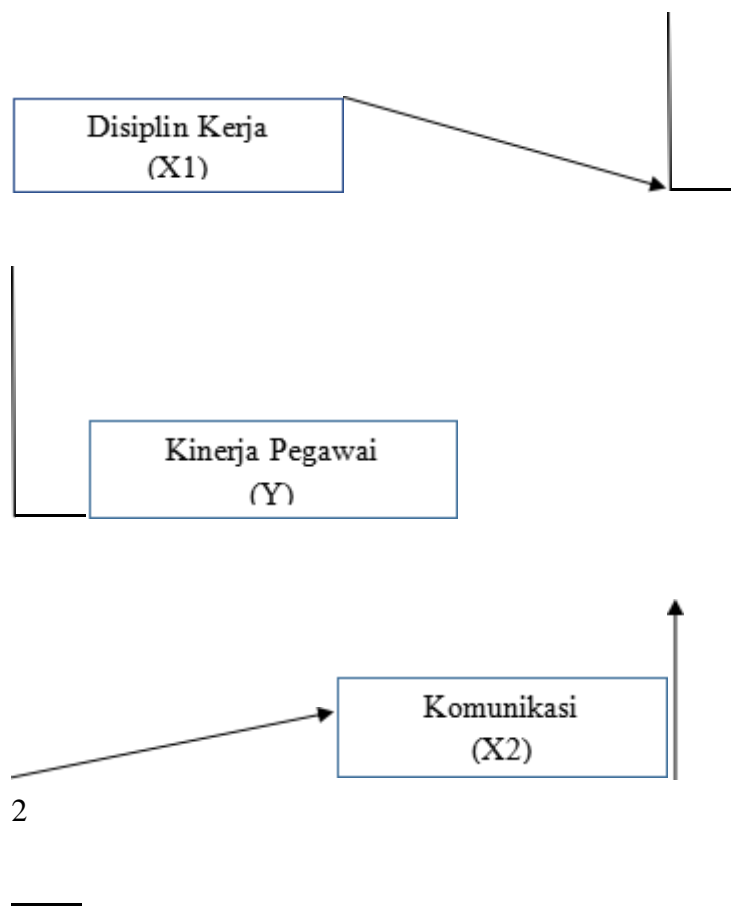 Disiplin Kerja
(X1)
Kinerja Pegawai
(Y)
Komunikasi
(X2)
2